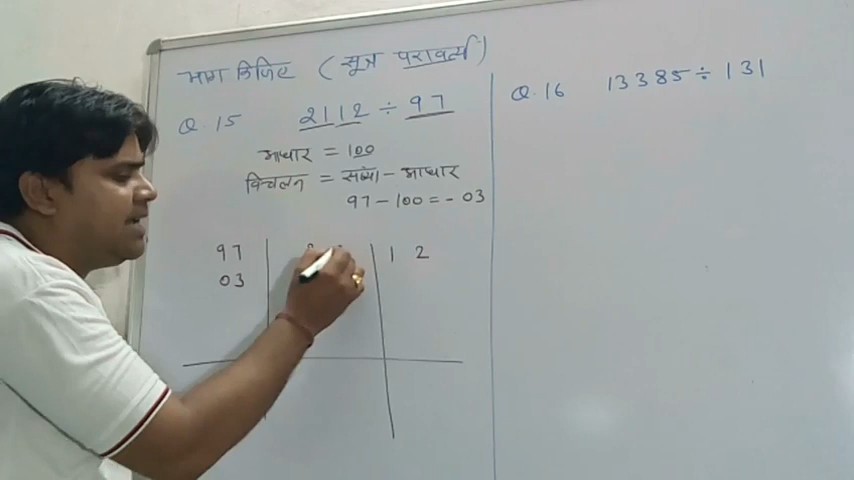 भाग किजिए (सूत्र परावर्त्य)
Q. 15 2112 ÷ 97
आधार = 100
विचलन = संख्या - आधार
97 - 100 = - 03
97
1 2
03
Q. 16 13385 ÷ 131